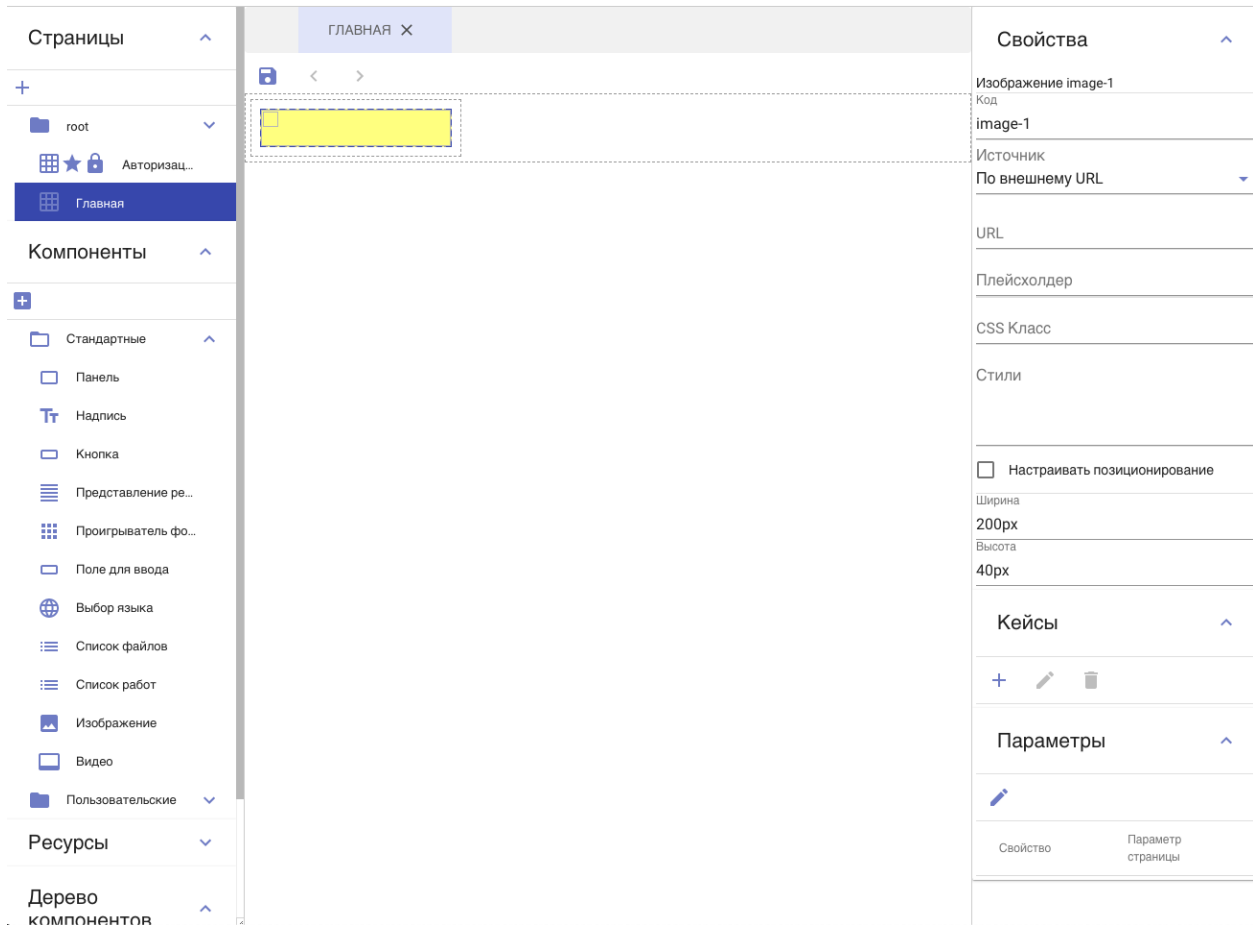 Страницы
root
Авторизац...
Главная
Компоненты
Стандартные
Панель
Надпись
Кнопка
Представление ре...
Проигрыватель фо...
Поле для ввода
Выбор языка
Список файлов
Список работ
Изображение
Видео
Пользовательские
Ресурсы
Дерево
компонентов
ГЛАВНАЯ
Свойства
Изображение image-1
Код
image-1
Источник
По внешнему URL
URL
Плейсхолдер
CSS Класс
Стили
Настраивать позиционирование
Ширина
200px
Высота
40px
Кейсы
Параметры
Свойство
Параметр
страницы